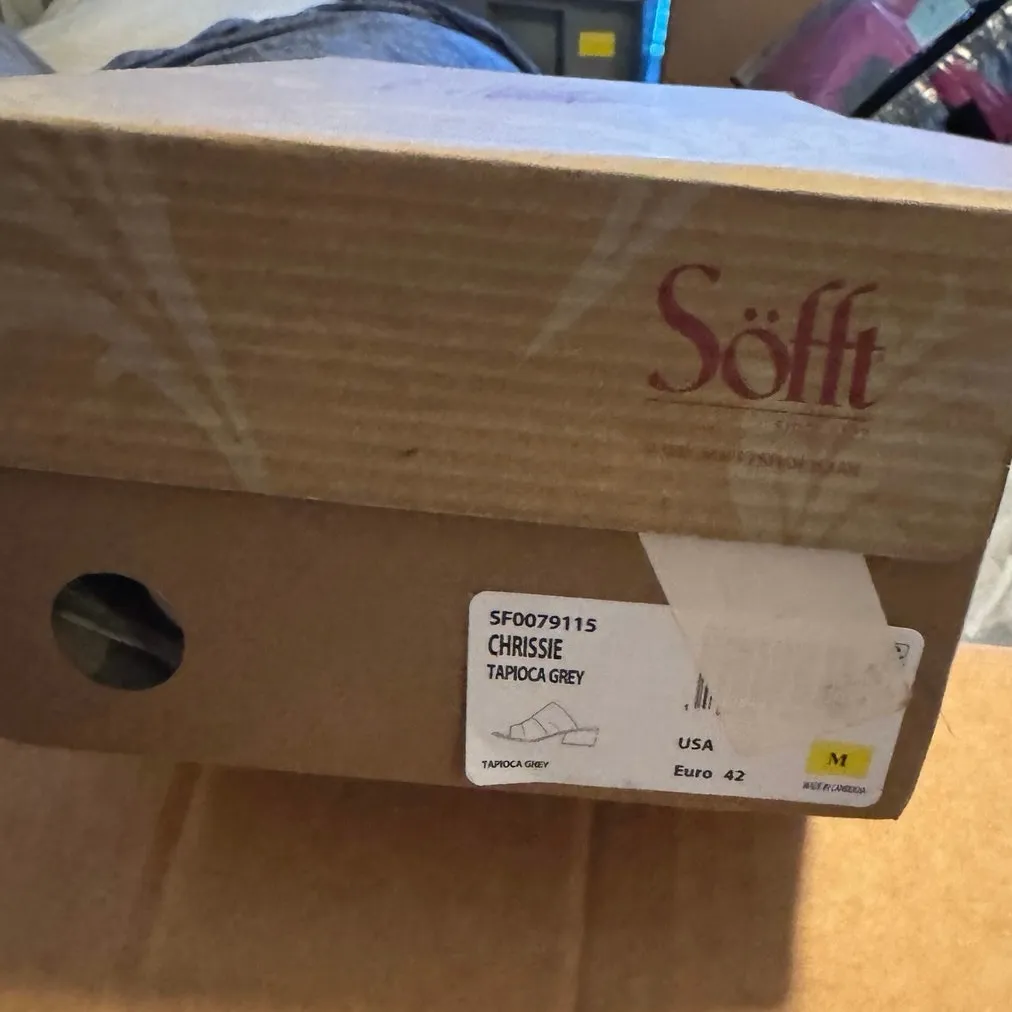 Söfft
SF0079115
CHRISSIE
TAPIOCA GREY
TAPIOCA GREY
USA
Euro 42
M
MADE IN CAMBODIA